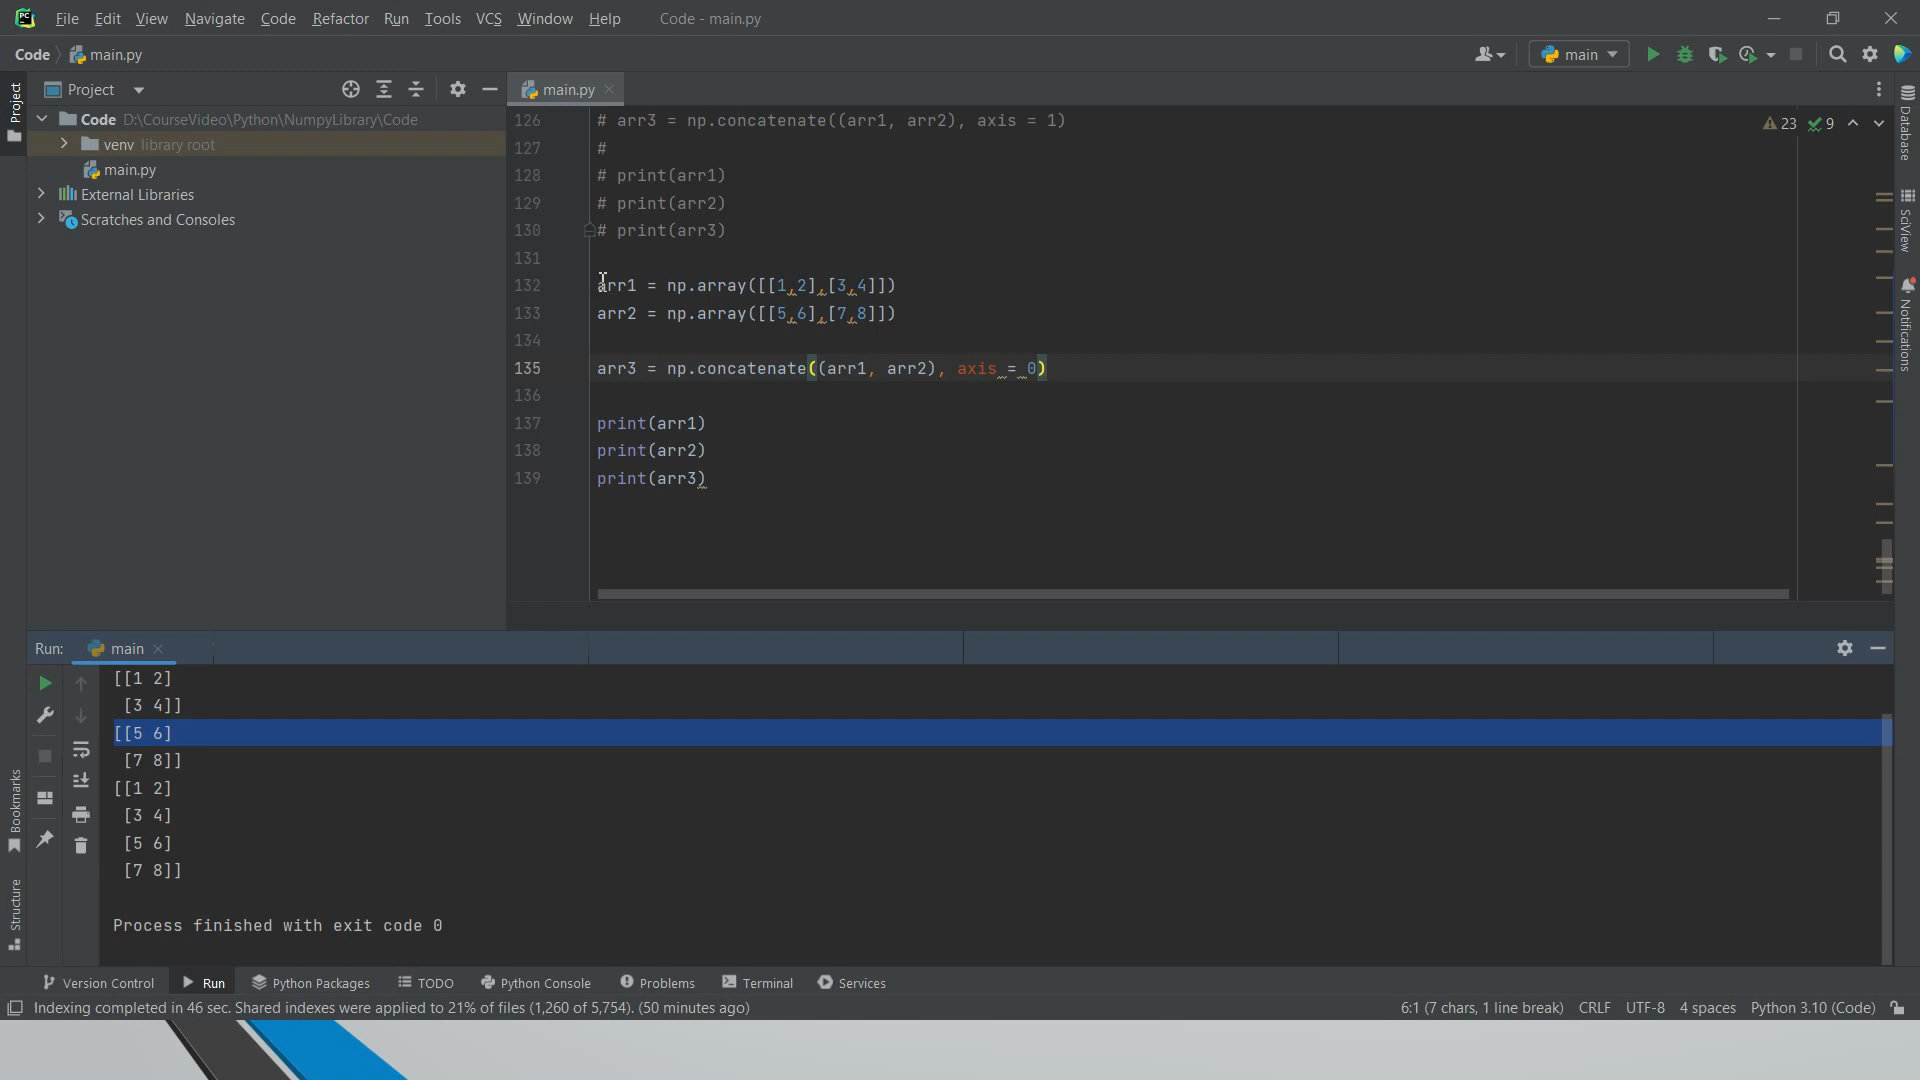 PC File Edit View Navigate Code Refactor Run Tools VCS Window Help Code - main.py
Code main.py main
Project main.py
Project
Code D:\CourseVideo\Python\NumpyLibrary\Code
venv library root
main.py
External Libraries
Scratches and Consoles
126 # arr3 = np.concatenate((arr1, arr2), axis = 1)
127 #
128 # print(arr1)
129 # print(arr2)
130 # print(arr3)
131
132 arr1 = np.array([[1,2],[3,4]])
133 arr2 = np.array([[5,6],[7,8]])
134
135 arr3 = np.concatenate((arr1, arr2), axis = 0)
136
137 print(arr1)
138 print(arr2)
139 print(arr3)
23 9
Database
SciView
Notifications
Run: main
[[1 2]
[3 4]]
[[5 6]
[7 8]]
[[1 2]
[3 4]
[5 6]
[7 8]]
Process finished with exit code 0
Bookmarks
Structure
Version Control Run Python Packages TODO Python Console Problems Terminal Services
Indexing completed in 46 sec. Shared indexes were applied to 21% of files (1,260 of 5,754). (50 minutes ago) 6:1 (7 chars, 1 line break) CRLF UTF-8 4 spaces Python 3.10 (Code)